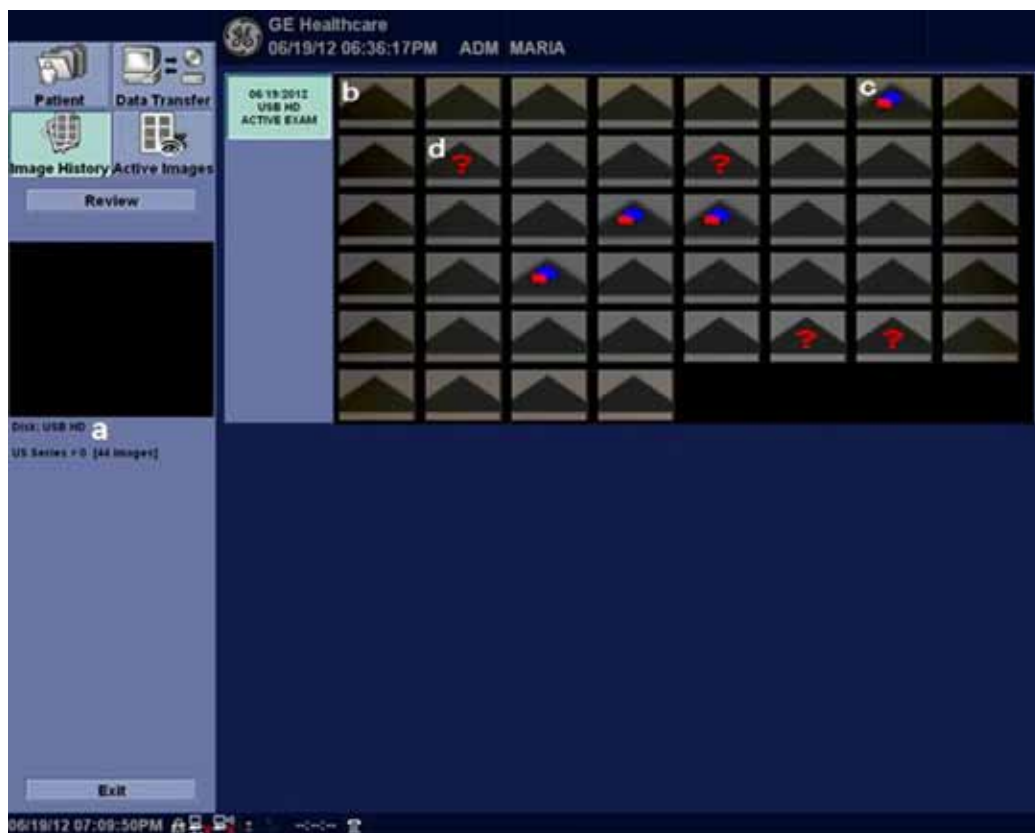 GE Healthcare
06/19/12 06:36:17PM ADM MARIA
Patient
Data Transfer
Image History
Active Images
Review
06/19/2012
USB HD
ACTIVE EXAM
b
c
d
?
?
?
?
Disk: USB HD
a
US Series = 0 [44 images]
Exit
06/19/12 07:09:50PM
--:--:--